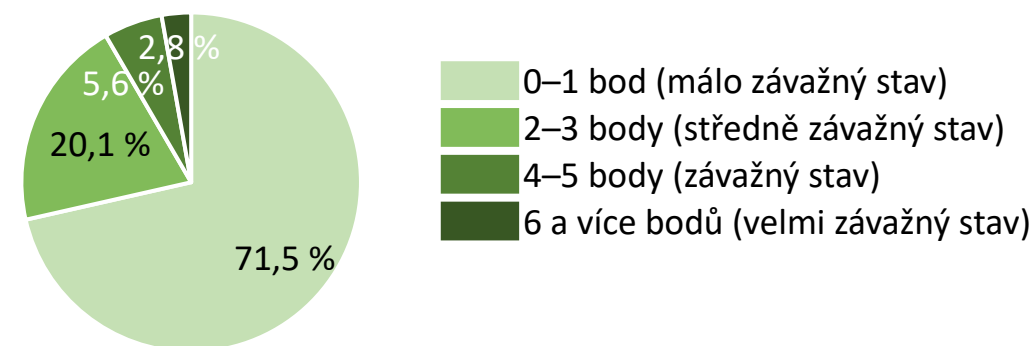 2,8 %
5,6 %
20,1 %
71,5 %
0–1 bod (málo závažný stav)
2–3 body (středně závažný stav)
4–5 body (závažný stav)
6 a více bodů (velmi závažný stav)